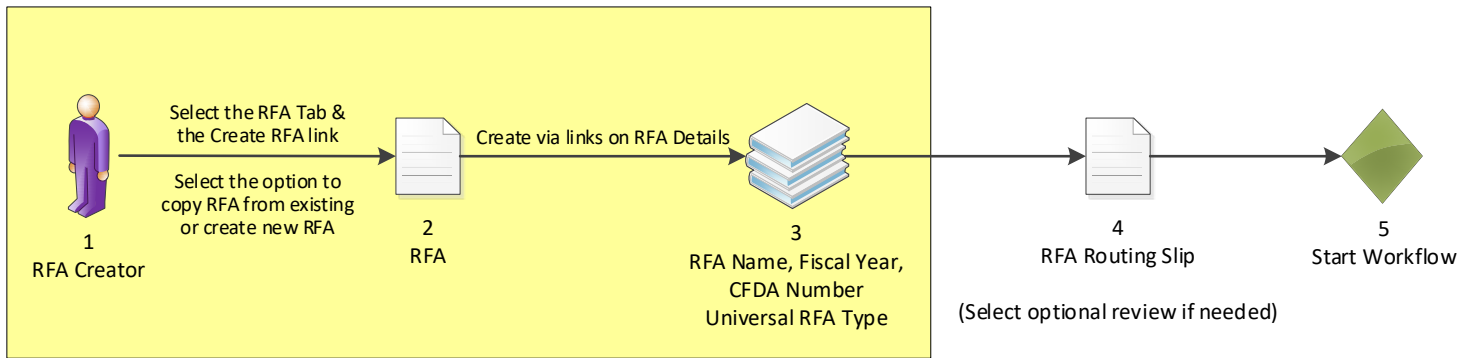 Select the RFA Tab &
the Create RFA link
Select the option to
copy RFA from existing
or create new RFA
1
RFA Creator
2
RFA
Create via links on RFA Details
3
RFA Name, Fiscal Year,
CFDA Number
Universal RFA Type
4
RFA Routing Slip
(Select optional review if needed)
5
Start Workflow